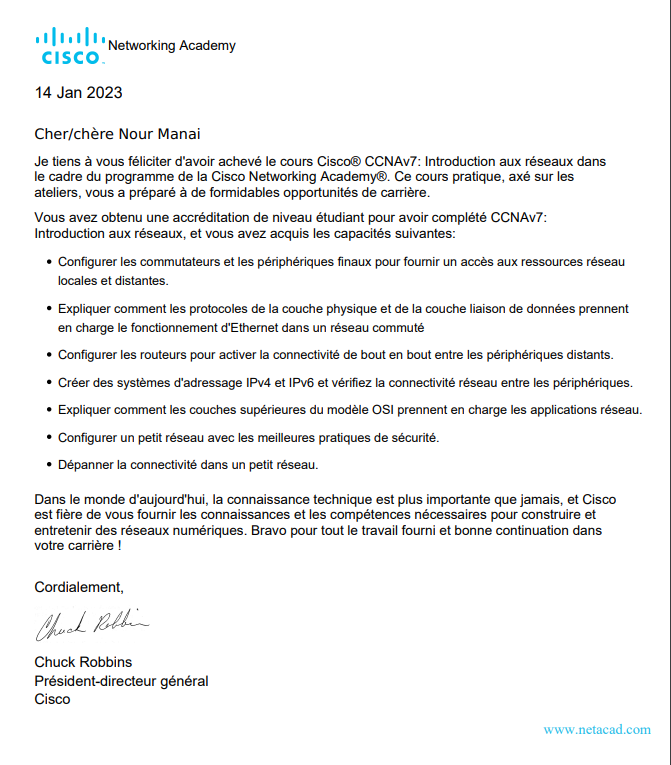 CISCO Networking Academy
14 Jan 2023
Cher/chère Nour Manai
Je tiens à vous féliciter d'avoir achevé le cours Cisco® CCNAv7: Introduction aux réseaux dans
le cadre du programme de la Cisco Networking Academy®. Ce cours pratique, axé sur les
ateliers, vous a préparé à de formidables opportunités de carrière.
Vous avez obtenu une accréditation de niveau étudiant pour avoir complété CCNAv7:
Introduction aux réseaux, et vous avez acquis les capacités suivantes:
• Configurer les commutateurs et les périphériques finaux pour fournir un accès aux ressources réseau
locales et distantes.
• Expliquer comment les protocoles de la couche physique et de la couche liaison de données prennent
en charge le fonctionnement d'Ethernet dans un réseau commuté
• Configurer les routeurs pour activer la connectivité de bout en bout entre les périphériques distants.
• Créer des systèmes d'adressage IPv4 et IPv6 et vérifiez la connectivité réseau entre les périphériques.
• Expliquer comment les couches supérieures du modèle OSI prennent en charge les applications réseau.
• Configurer un petit réseau avec les meilleures pratiques de sécurité.
• Dépanner la connectivité dans un petit réseau.
Dans le monde d'aujourd'hui, la connaissance technique est plus importante que jamais, et Cisco
est fière de vous fournir les connaissances et les compétences nécessaires pour construire et
entretenir des réseaux numériques. Bravo pour tout le travail fourni et bonne continuation dans
votre carrière !
Cordialement,
Chuck Robbins
Chuck Robbins
Président-directeur général
Cisco
www.netacad.com